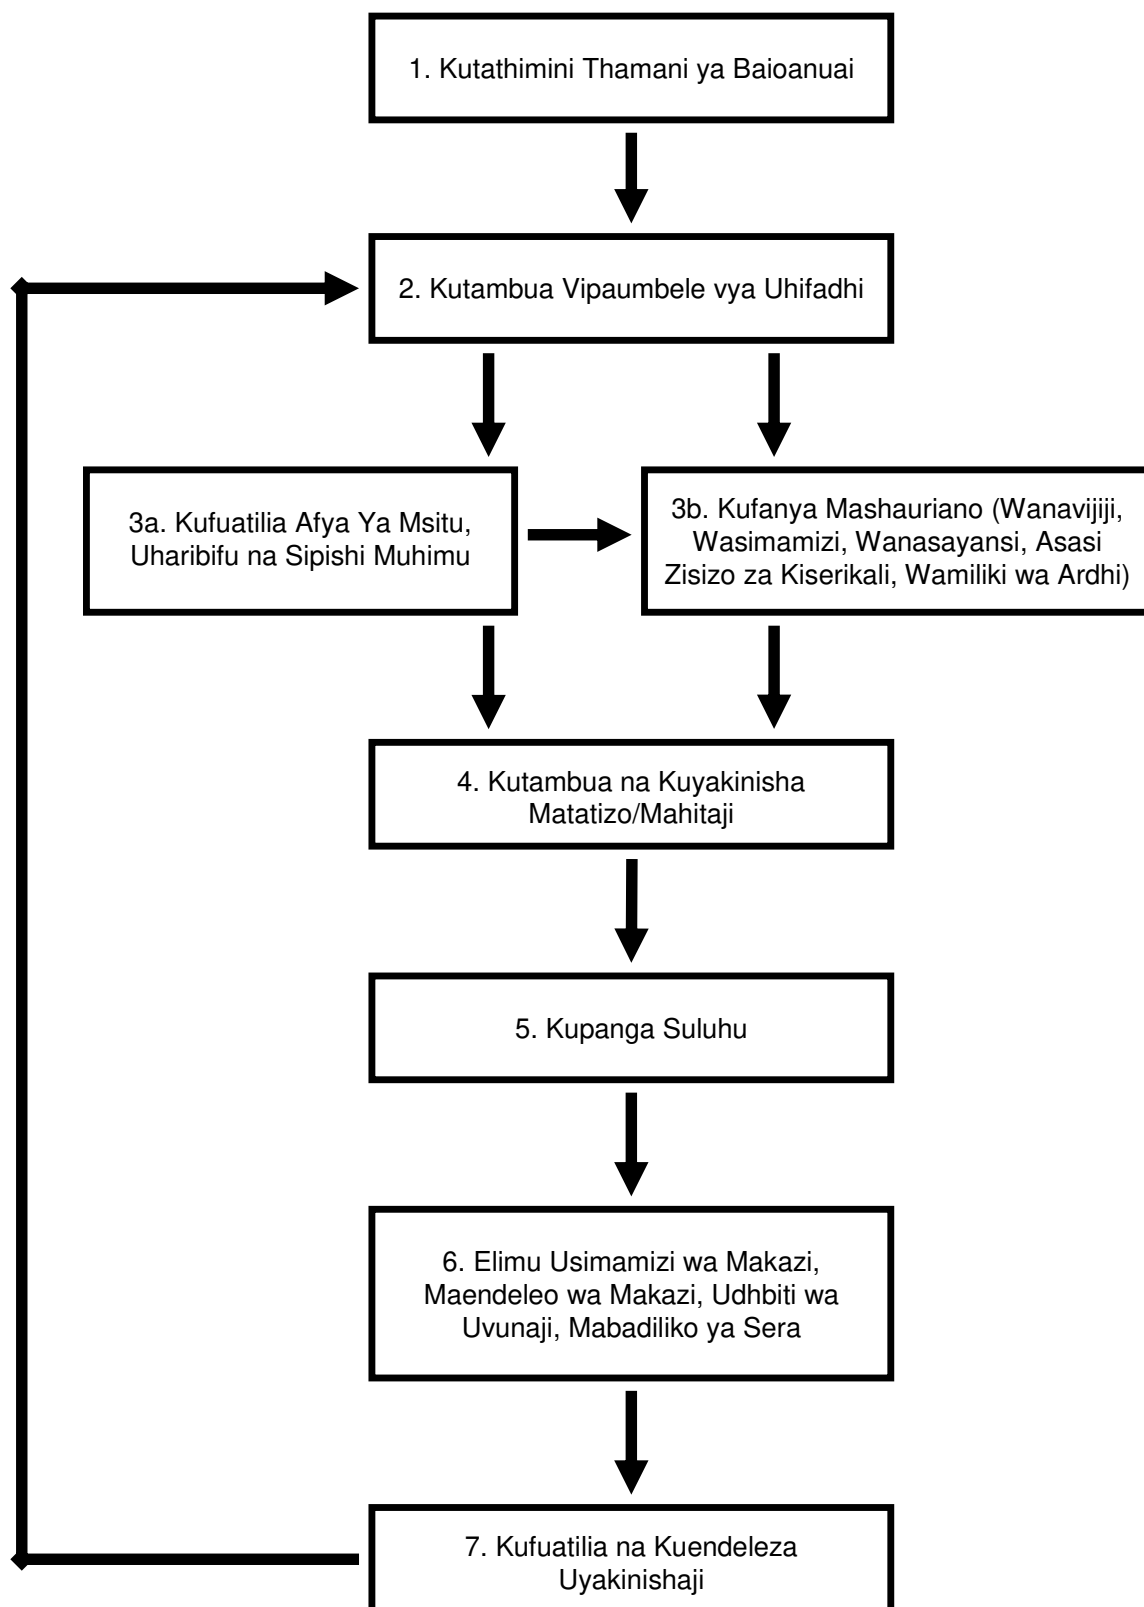 1. Kutathimini Thamani ya Baioanuai
2. Kutambua Vipaumbele vya Uhifadhi
3a. Kufuatilia Afya Ya Msitu,
Uharibifu na Sipishi Muhimu
3b. Kufanya Mashauriano (Wanavijiji,
Wasimamizi, Wanasayansi, Asasi
Zisizo za Kiserikali, Wamiliki wa Ardhi)
4. Kutambua na Kuyakinisha
Matatizo/Mahitaji
5. Kupanga Suluhu
6. Elimu Usimamizi wa Makazi,
Maendeleo wa Makazi, Udhbiti wa
Uvunaji, Mabadiliko ya Sera
7. Kufuatilia na Kuendeleza
Uyakinishaji